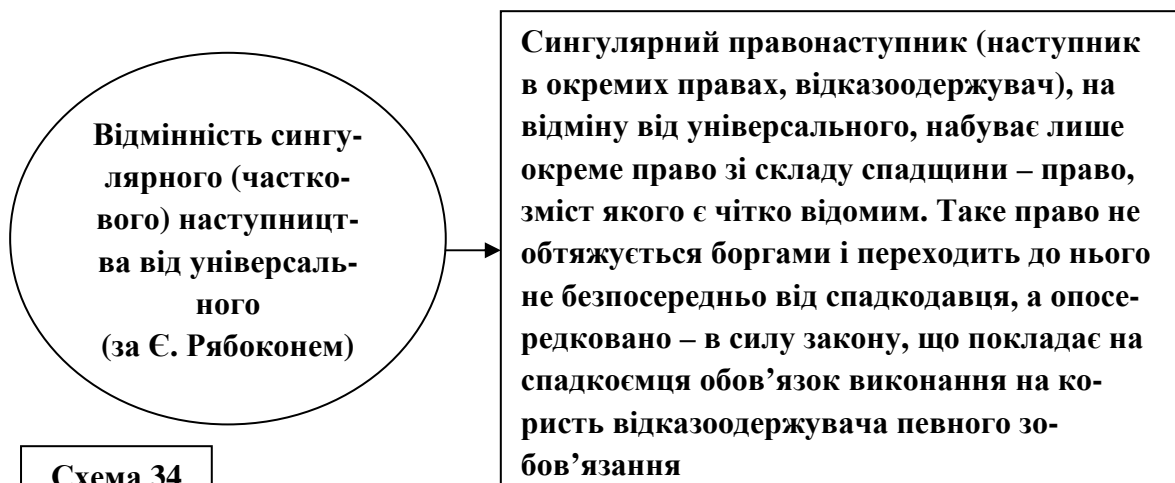 Відмінність сингу-
лярного (частко-
вого) наступницт-
ва від універсаль-
ного
(за Є. Рябоконем)
Сингулярний правонаступник (наступник
в окремих правах, відказоодержувач), на
відміну від універсального, набуває лише
окреме право зі складу спадщини – право,
зміст якого є чітко відомим. Таке право не
обтяжується боргами і переходить до нього
не безпосередньо від спадкодавця, а опосе-
редковано – в силу закону, що покладає на
спадкоємця обов’язок виконання на ко-
ристь відказоодержувача певного зо-
бов’язання
Схема 34